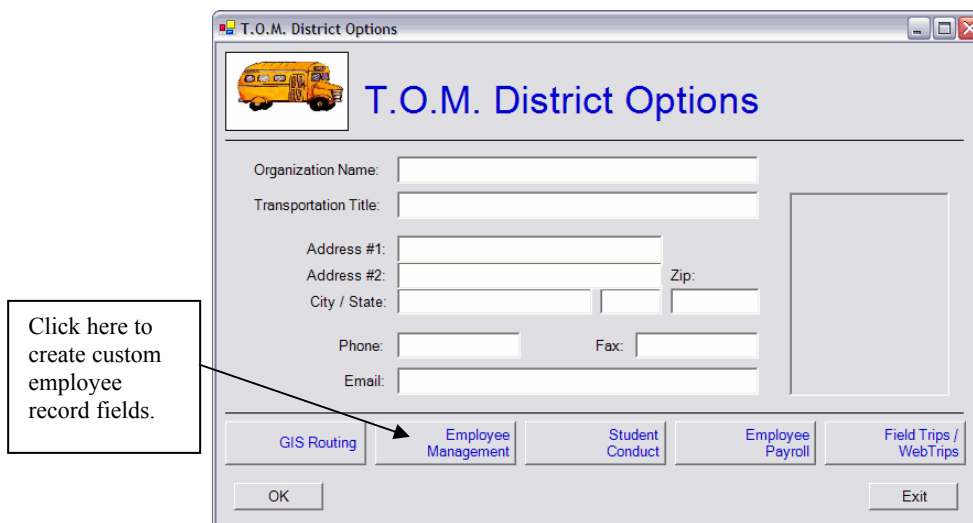 T.O.M. District Options
T.O.M. District Options
Organization Name:
Transportation Title:
Address #1:
Address #2:
Zip:
City / State:
Phone:
Fax:
Email:
Click here to
create custom
employee
record fields.
GIS Routing
Employee
Management
Student
Conduct
Employee
Payroll
Field Trips /
WebTrips
OK
Exit